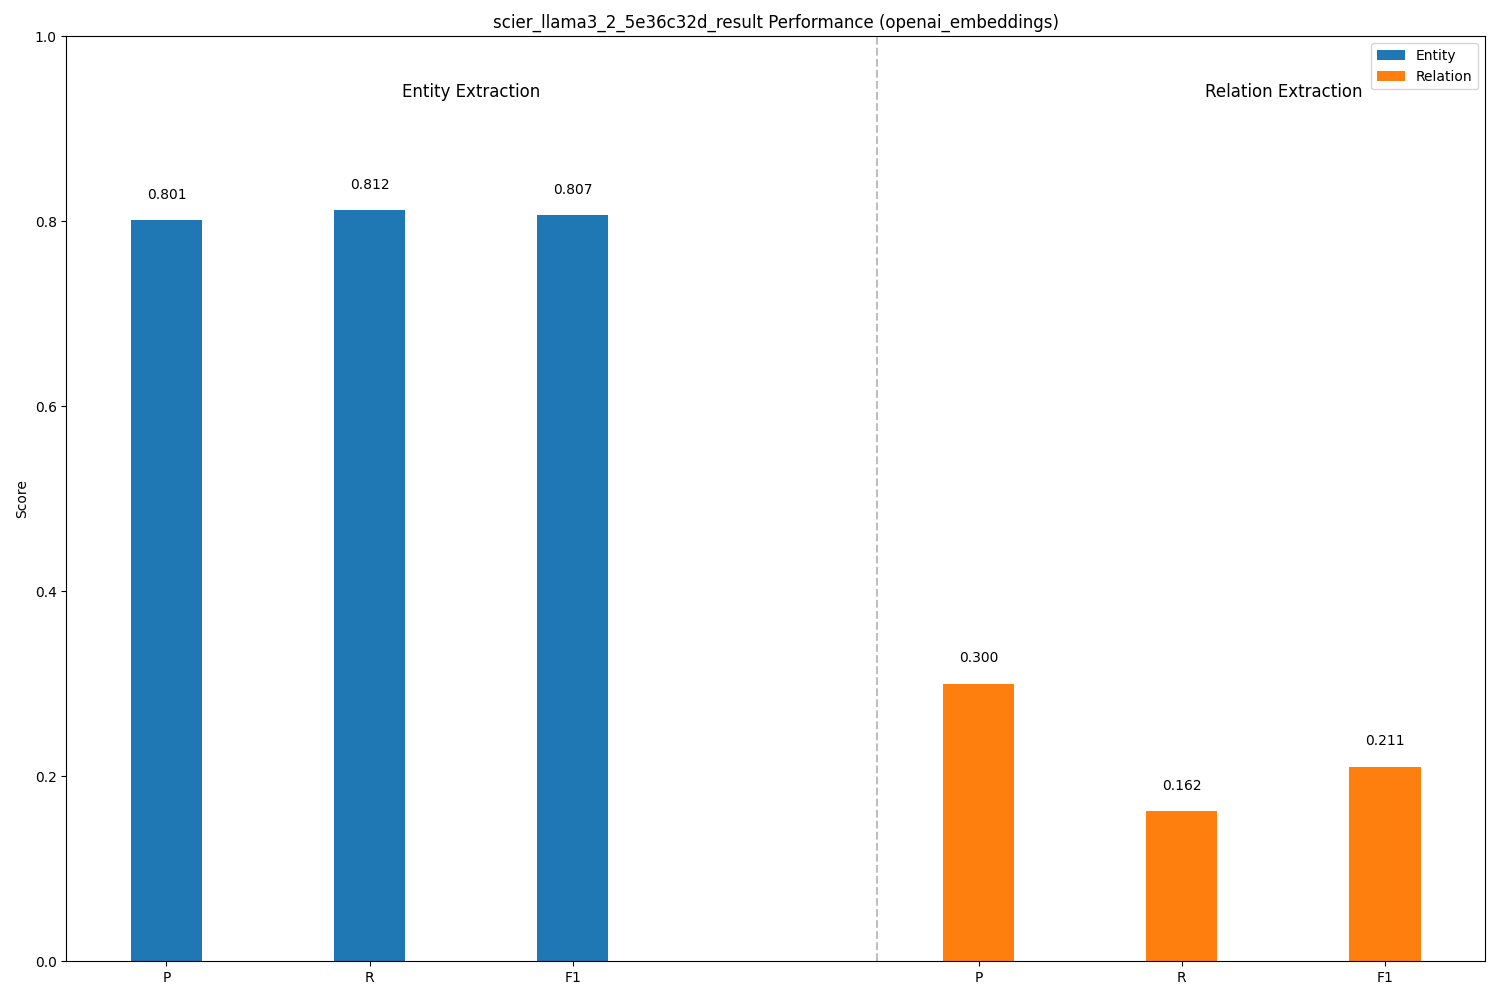 scier_llama3_2_5e36c32d_result Performance (openai_embeddings)
Entity
Relation
Entity Extraction
Relation Extraction
Score
1.0
0.8
0.6
0.4
0.2
0.0
0.801
0.812
0.807
0.300
0.162
0.211
P
R
F1
P
R
F1